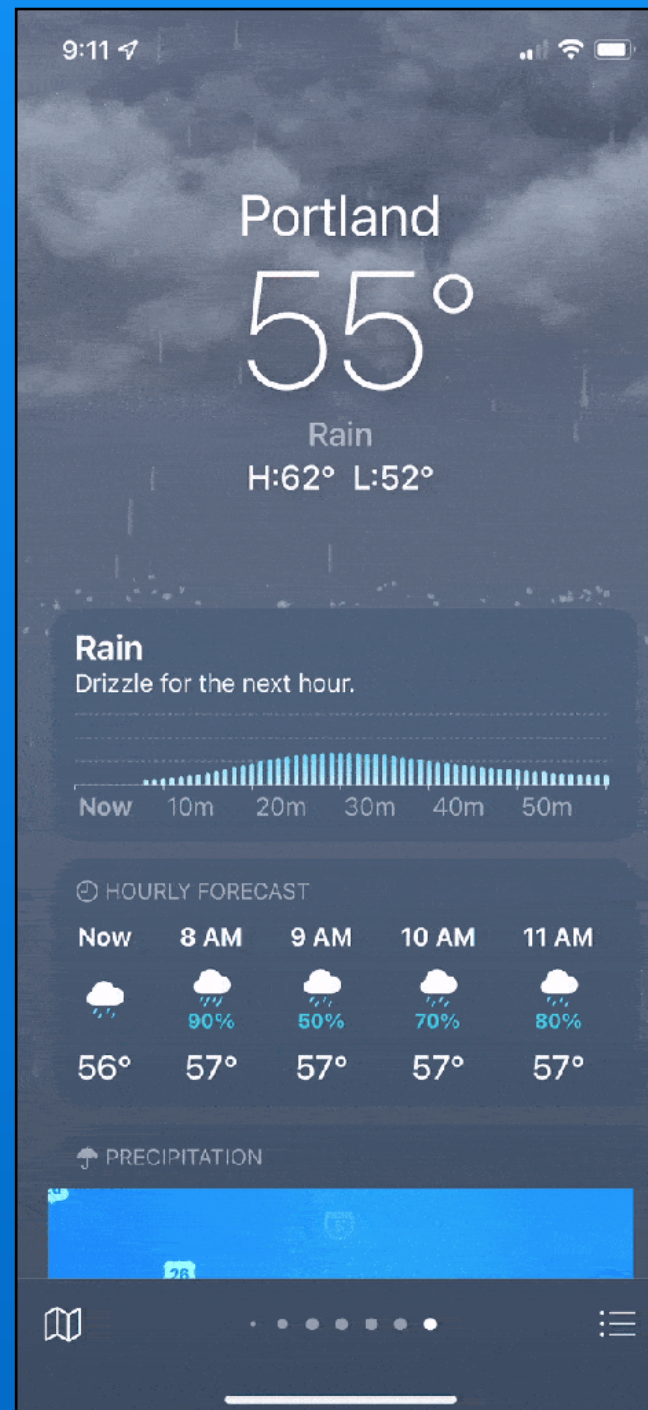 9:11
Portland
55°
Rain
H:62° L:52°
Rain
Drizzle for the next hour.
Now 10m 20m 30m 40m 50m
HOURLY FORECAST
Now 8 AM 9 AM 10 AM 11 AM
90% 50% 70% 80%
56° 57° 57° 57° 57°
PRECIPITATION
26